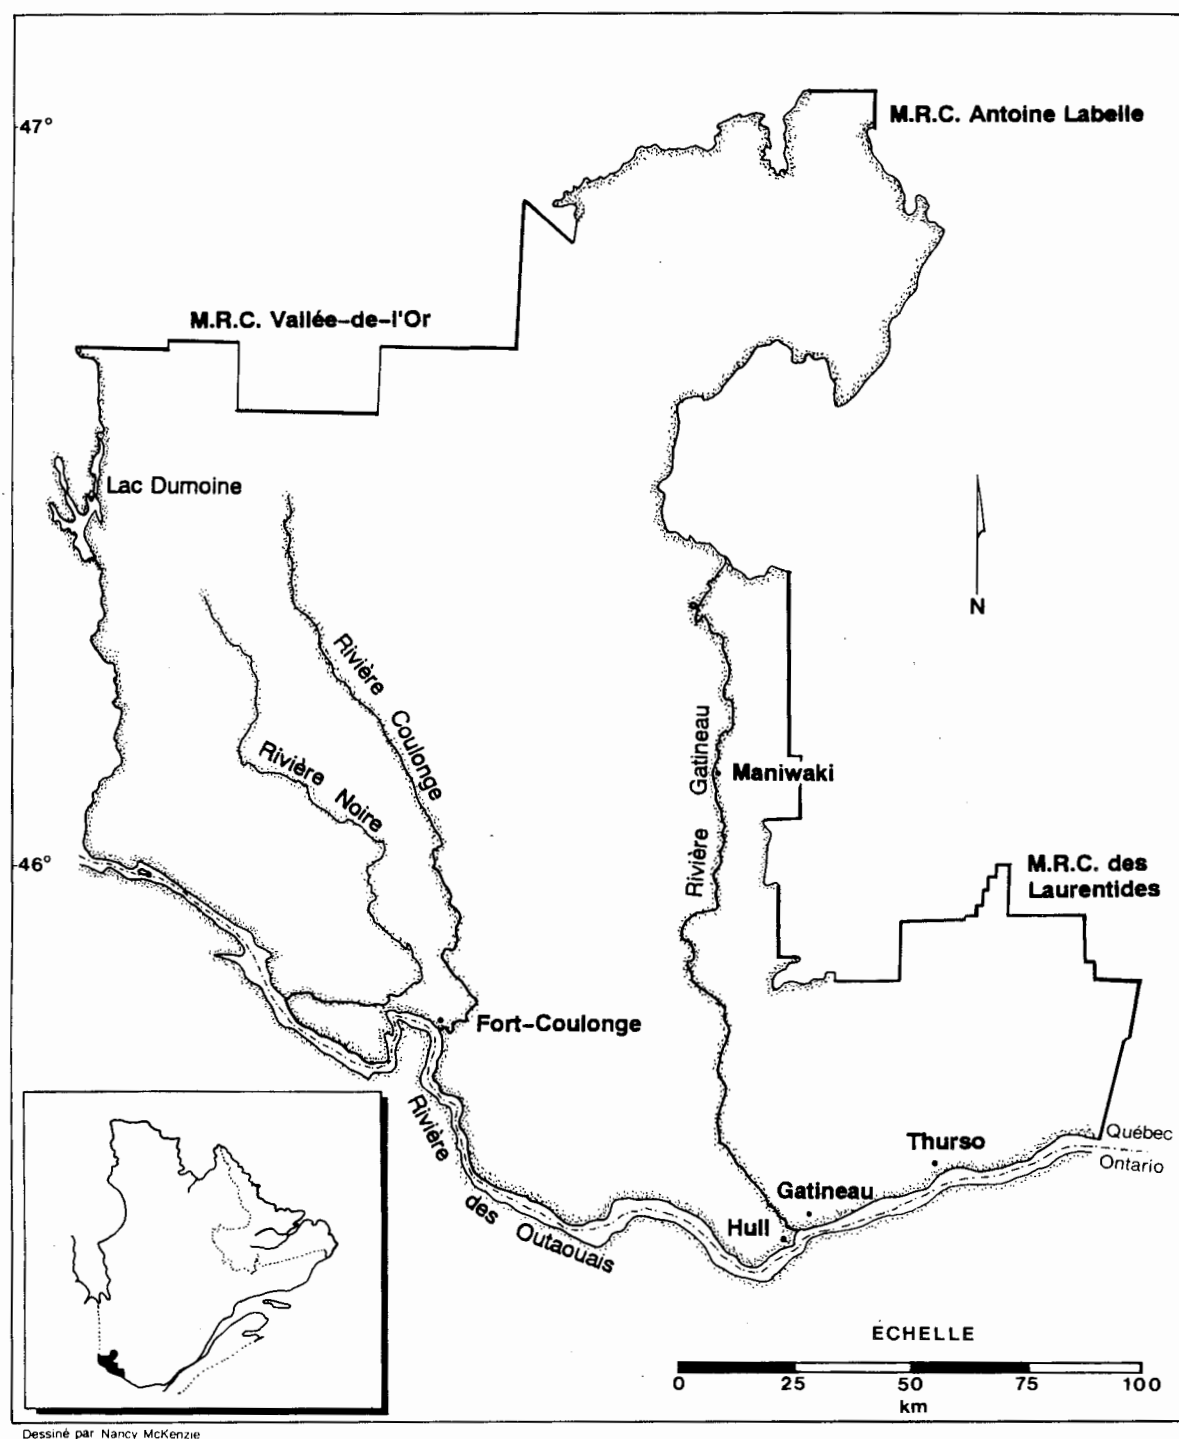 47°
M.R.C. Antoine Labelle
M.R.C. Vallée-de-l'Or
Lac Dumoine
N
Rivière Coulonge
Rivière Noire
Rivière Gatineau
Maniwaki
46°
M.R.C. des
Laurentides
Fort-Coulonge
Rivière des Outaouais
Thurso
Québec
Ontario
Gatineau
Hull
ECHELLE
0 25 50 75 100
km
Dessiné par Nancy McKenzie